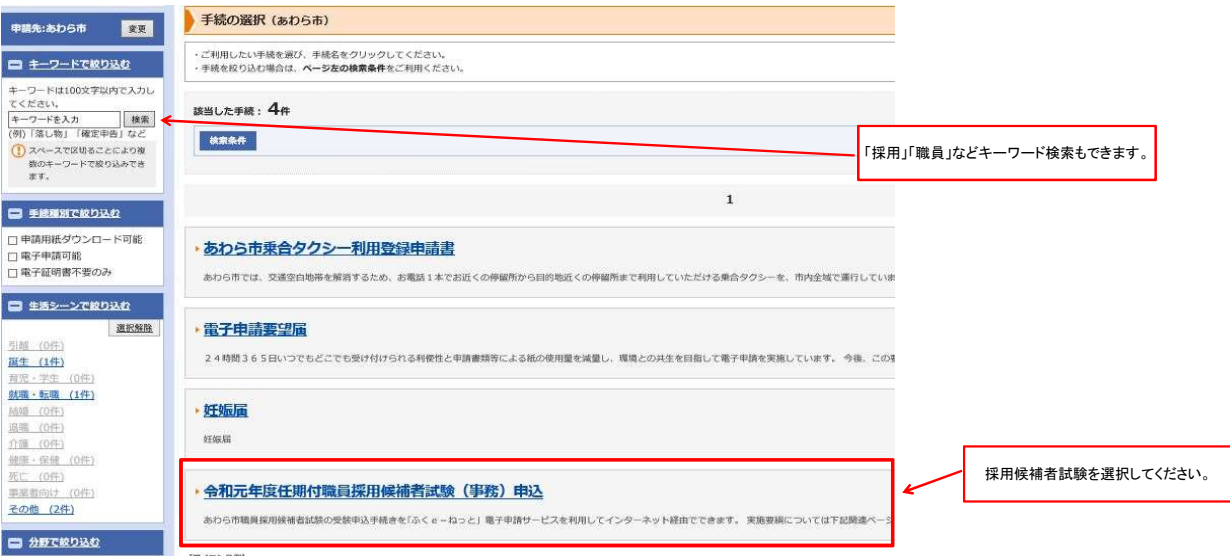 申請先:あわら市
変更
キーワードで絞り込む
キーワードは100文字以内で入力し
てください。
キーワードを入力
検索
(例)「落し物」「確定申告」など
スペースで区切ることにより複
数のキーワードで絞り込みでき
ます。
手続種別で絞り込む
申請用紙ダウンロード可能
電子申請可能
電子証明書不要のみ
生活シーンで絞り込む
選択解除
引越 (0件)
誕生 (1件)
育児・学生 (0件)
就職・転職 (1件)
結婚 (0件)
退職 (0件)
介護 (0件)
健康・保健 (0件)
死亡 (0件)
事業者向け (0件)
その他 (2件)
分野で絞り込む
手続の選択(あわら市)
・ご利用したい手続を選び、手続名をクリックしてください。
・手続を絞り込む場合は、ページ左の検索条件をご利用ください。
該当した手続: 4件
検索条件
1
あわら市乗合タクシー利用登録申請書
あわら市では、交通空白地帯を解消するため、お電話1本でお近くの停留所から目的地近くの停留所まで利用していただける乗合タクシーを、市内全域で運行していま
電子申請要望届
24時間365日いつでもどこでも受け付けられる利便性と申請書類等による紙の使用量を減量し、環境との共生を目指して電子申請を実施しています。 今後、この
妊娠届
妊娠届
令和元年度任期付職員採用候補者試験(事務)申込
あわら市職員採用候補者試験の受験申込手続きを「ふくe-ねっと」電子申請サービスを利用してインターネット経由でできます。 実施要綱については下記関連ペー
「採用」「職員」などキーワード検索もできます。
採用候補者試験を選択してください。